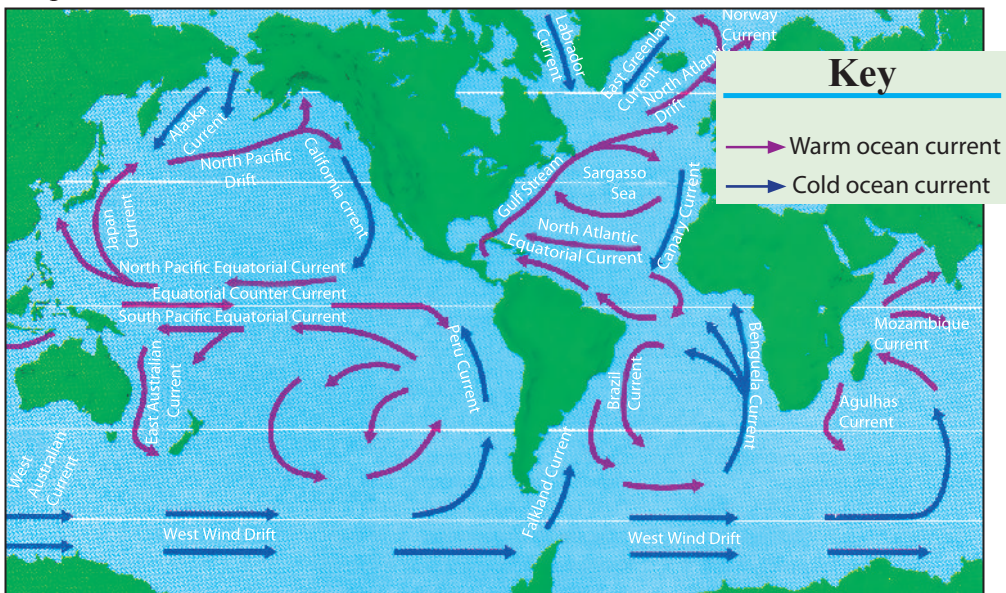 Labrador
Current
East Greenland
Current
Norway
Current
North Atlantic
Drift
Key
Warm ocean current
Cold ocean current
Alaska
Current
North Pacific
Drift
California crent
Gulf Stream
Sargasso
Sea
Canary Current
Japan
Current
North Atlantic
Equatorial Current
North Pacific Equatorial Current
Equatorial Counter Current
South Pacific Equatorial Current
Peru Current
Benguela Current
Mozambique
Current
East Australian
Current
Brazil
Current
Agulhas
Current
West
Australian
Current
Falkland Current
West Wind Drift
West Wind Drift